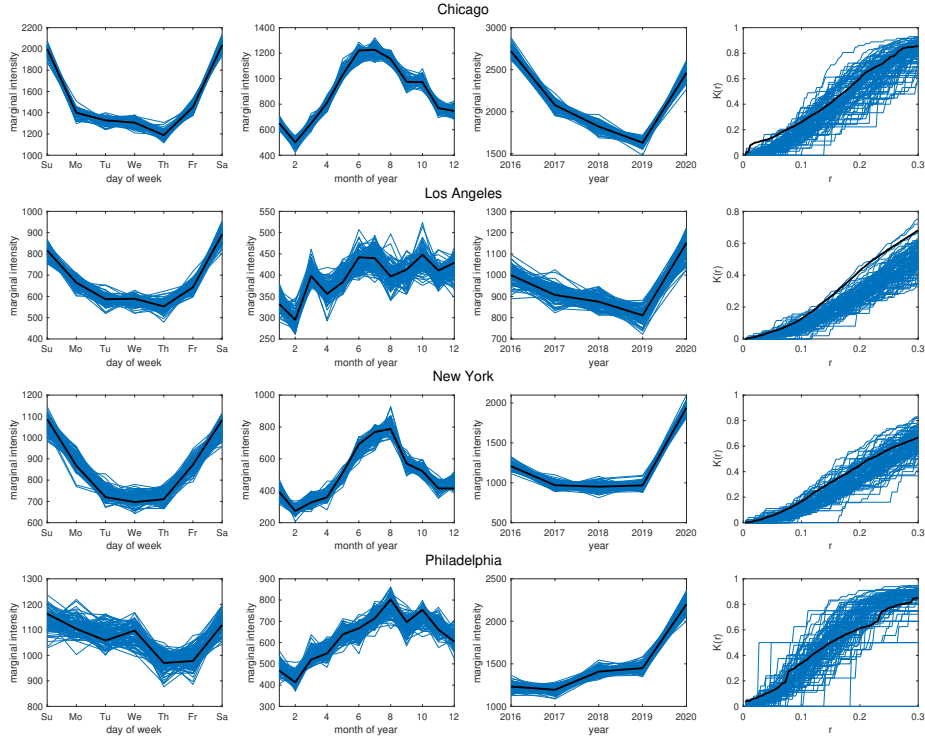 Chicago
marginal intensity
2200
2000
1800
1600
1400
1200
1000
Su Mo Tu We Th Fr Sa
day of week
marginal intensity
1400
1200
1000
800
600
400
2 4 6 8 10 12
month of year
marginal intensity
3000
2500
2000
1500
2016 2017 2018 2019 2020
year
K(r)
1
0.8
0.6
0.4
0.2
0
0 0.1 0.2 0.3
r
Los Angeles
marginal intensity
1000
900
800
700
600
500
400
Su Mo Tu We Th Fr Sa
day of week
marginal intensity
550
500
450
400
350
300
250
2 4 6 8 10 12
month of year
marginal intensity
1300
1200
1100
1000
900
800
700
2016 2017 2018 2019 2020
year
K(r)
0.8
0.6
0.4
0.2
0
0 0.1 0.2 0.3
r
New York
marginal intensity
1200
1100
1000
900
800
700
600
Su Mo Tu We Th Fr Sa
day of week
marginal intensity
1000
800
600
400
200
2 4 6 8 10 12
month of year
marginal intensity
2000
1500
1000
500
2016 2017 2018 2019 2020
year
K(r)
1
0.8
0.6
0.4
0.2
0
0 0.1 0.2 0.3
r
Philadelphia
marginal intensity
1300
1200
1100
1000
900
800
Su Mo Tu We Th Fr Sa
day of week
marginal intensity
900
800
700
600
500
400
300
2 4 6 8 10 12
month of year
marginal intensity
2500
2000
1500
1000
2016 2017 2018 2019 2020
year
K(r)
1
0.8
0.6
0.4
0.2
0
0 0.1 0.2 0.3
r